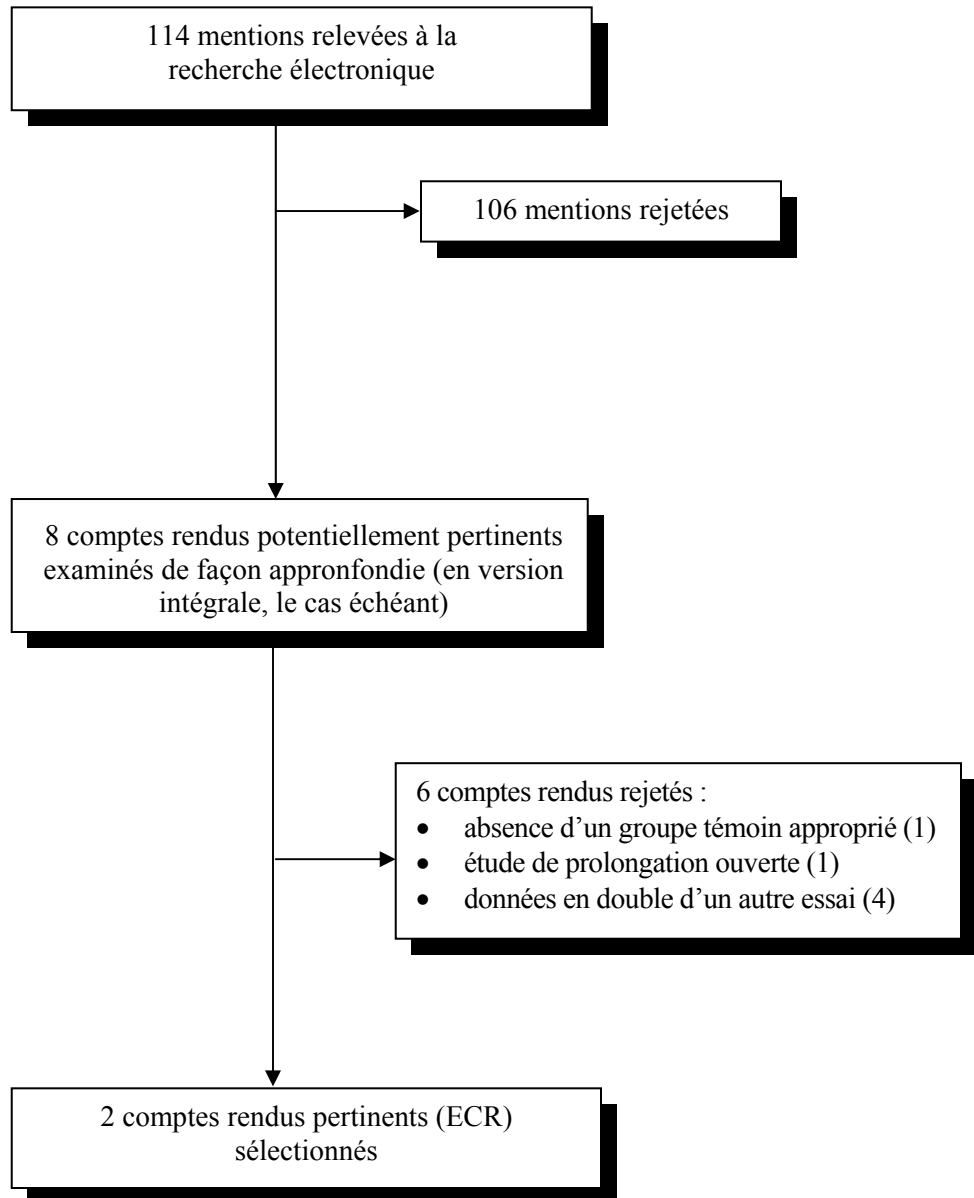 114 mentions relevées à la
recherche électronique
106 mentions rejetées
8 comptes rendus potentiellement pertinents
examinés de façon appronfondie (en version
intégrale, le cas échéant)
6 comptes rendus rejetés :
• absence d’un groupe témoin approprié (1)
• étude de prolongation ouverte (1)
• données en double d’un autre essai (4)
2 comptes rendus pertinents (ECR)
sélectionnés